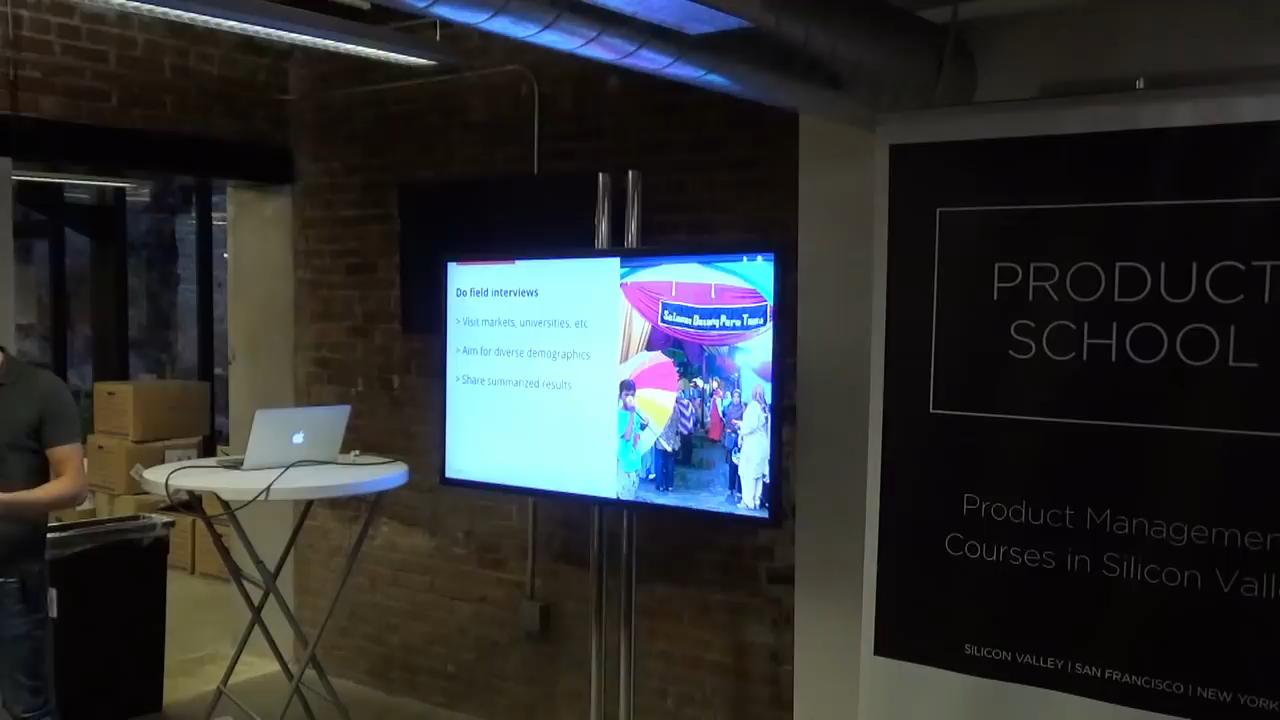 Do field interviews
> Visit markets, universities, etc
> Aim for diverse demographics
> Share summarized results
PRODUCT
SCHOOL
Product Managemen
Courses in Silicon Vall
SILICON VALLEY | SAN FRANCISCO | NEW YORK